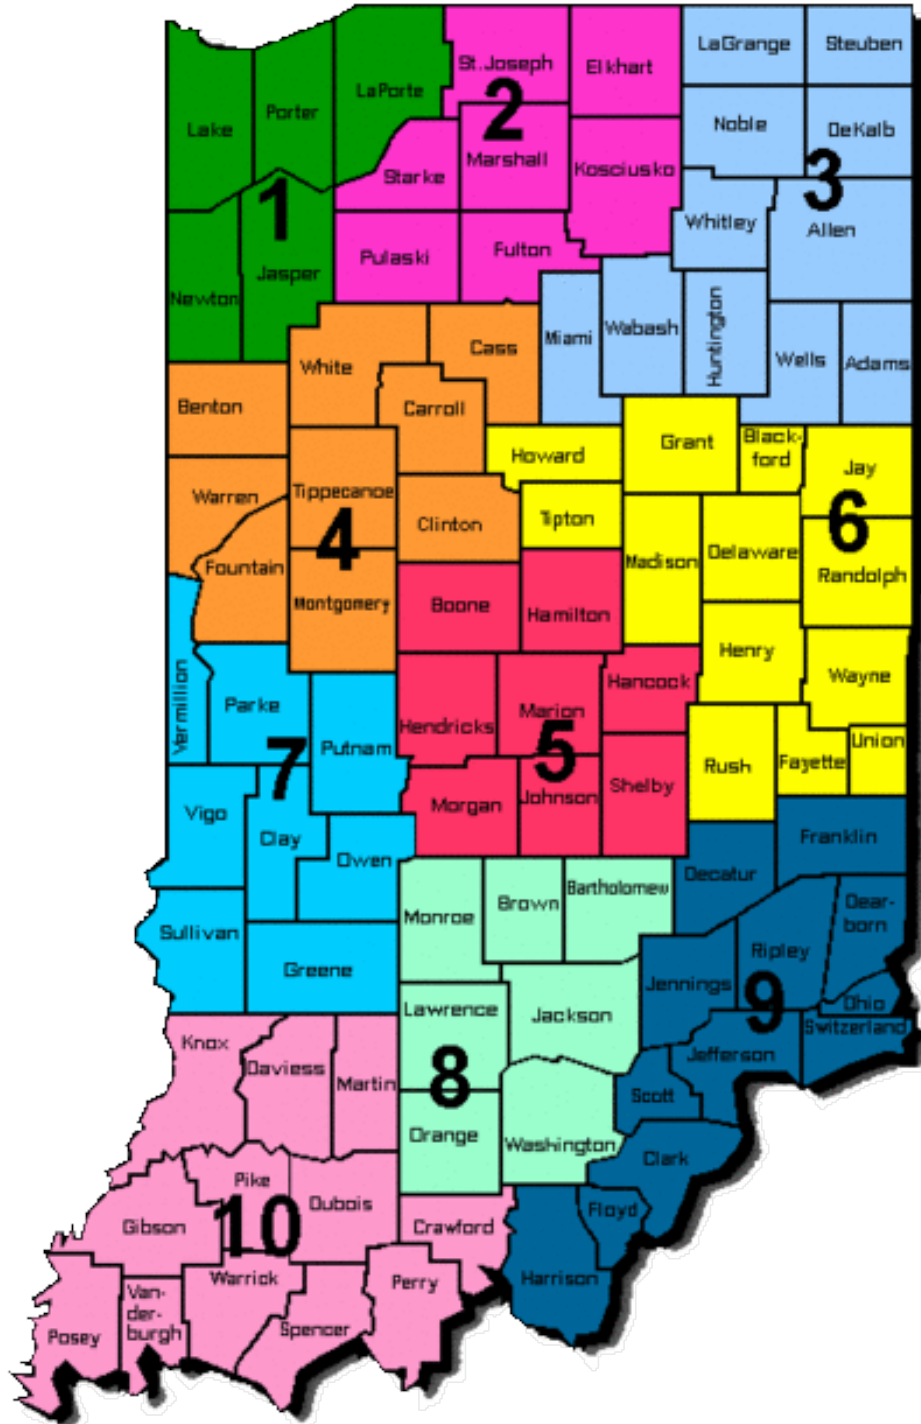 LaGrange
Steuben
St.Joseph
Elkhart
LaPorte
2
Porter
Noble
DeKalb
Lake
Marshall
Kosciusko
3
Starke
1
Whitley
Allen
Fulton
Pulaski
Jasper
Newton
Wabash
Huntington
Miami
Cass
White
Wells
Adams
Benton
Carroll
Grant
Black-
ford
Howard
Jay
Warren
Tippecanoe
6
Tipton
Clinton
4
Delaware
Madison
Fountain
Randolph
Montgomery
Boone
Hamilton
Henry
Wayne
Hancock
Vermillion
Parke
Marion
Hendricks
Union
Putnam
7
5
Fayette
Rush
Shelby
Johnson
Morgan
Vigo
Clay
Franklin
Owen
Decatur
Bartholomew
Brown
Monroe
Dear-
born
Sullivan
Ripley
Greene
Jennings
9
Ohio
Lawrence
Jackson
Switzerland
Knox
Jefferson
Daviess
8
Martin
Scott
Orange
Washington
Clark
Pike
Dubois
Floyd
10
Gibson
Crawford
Warrick
Harrison
Perry
Van-
der-
burgh
Spencer
Posey